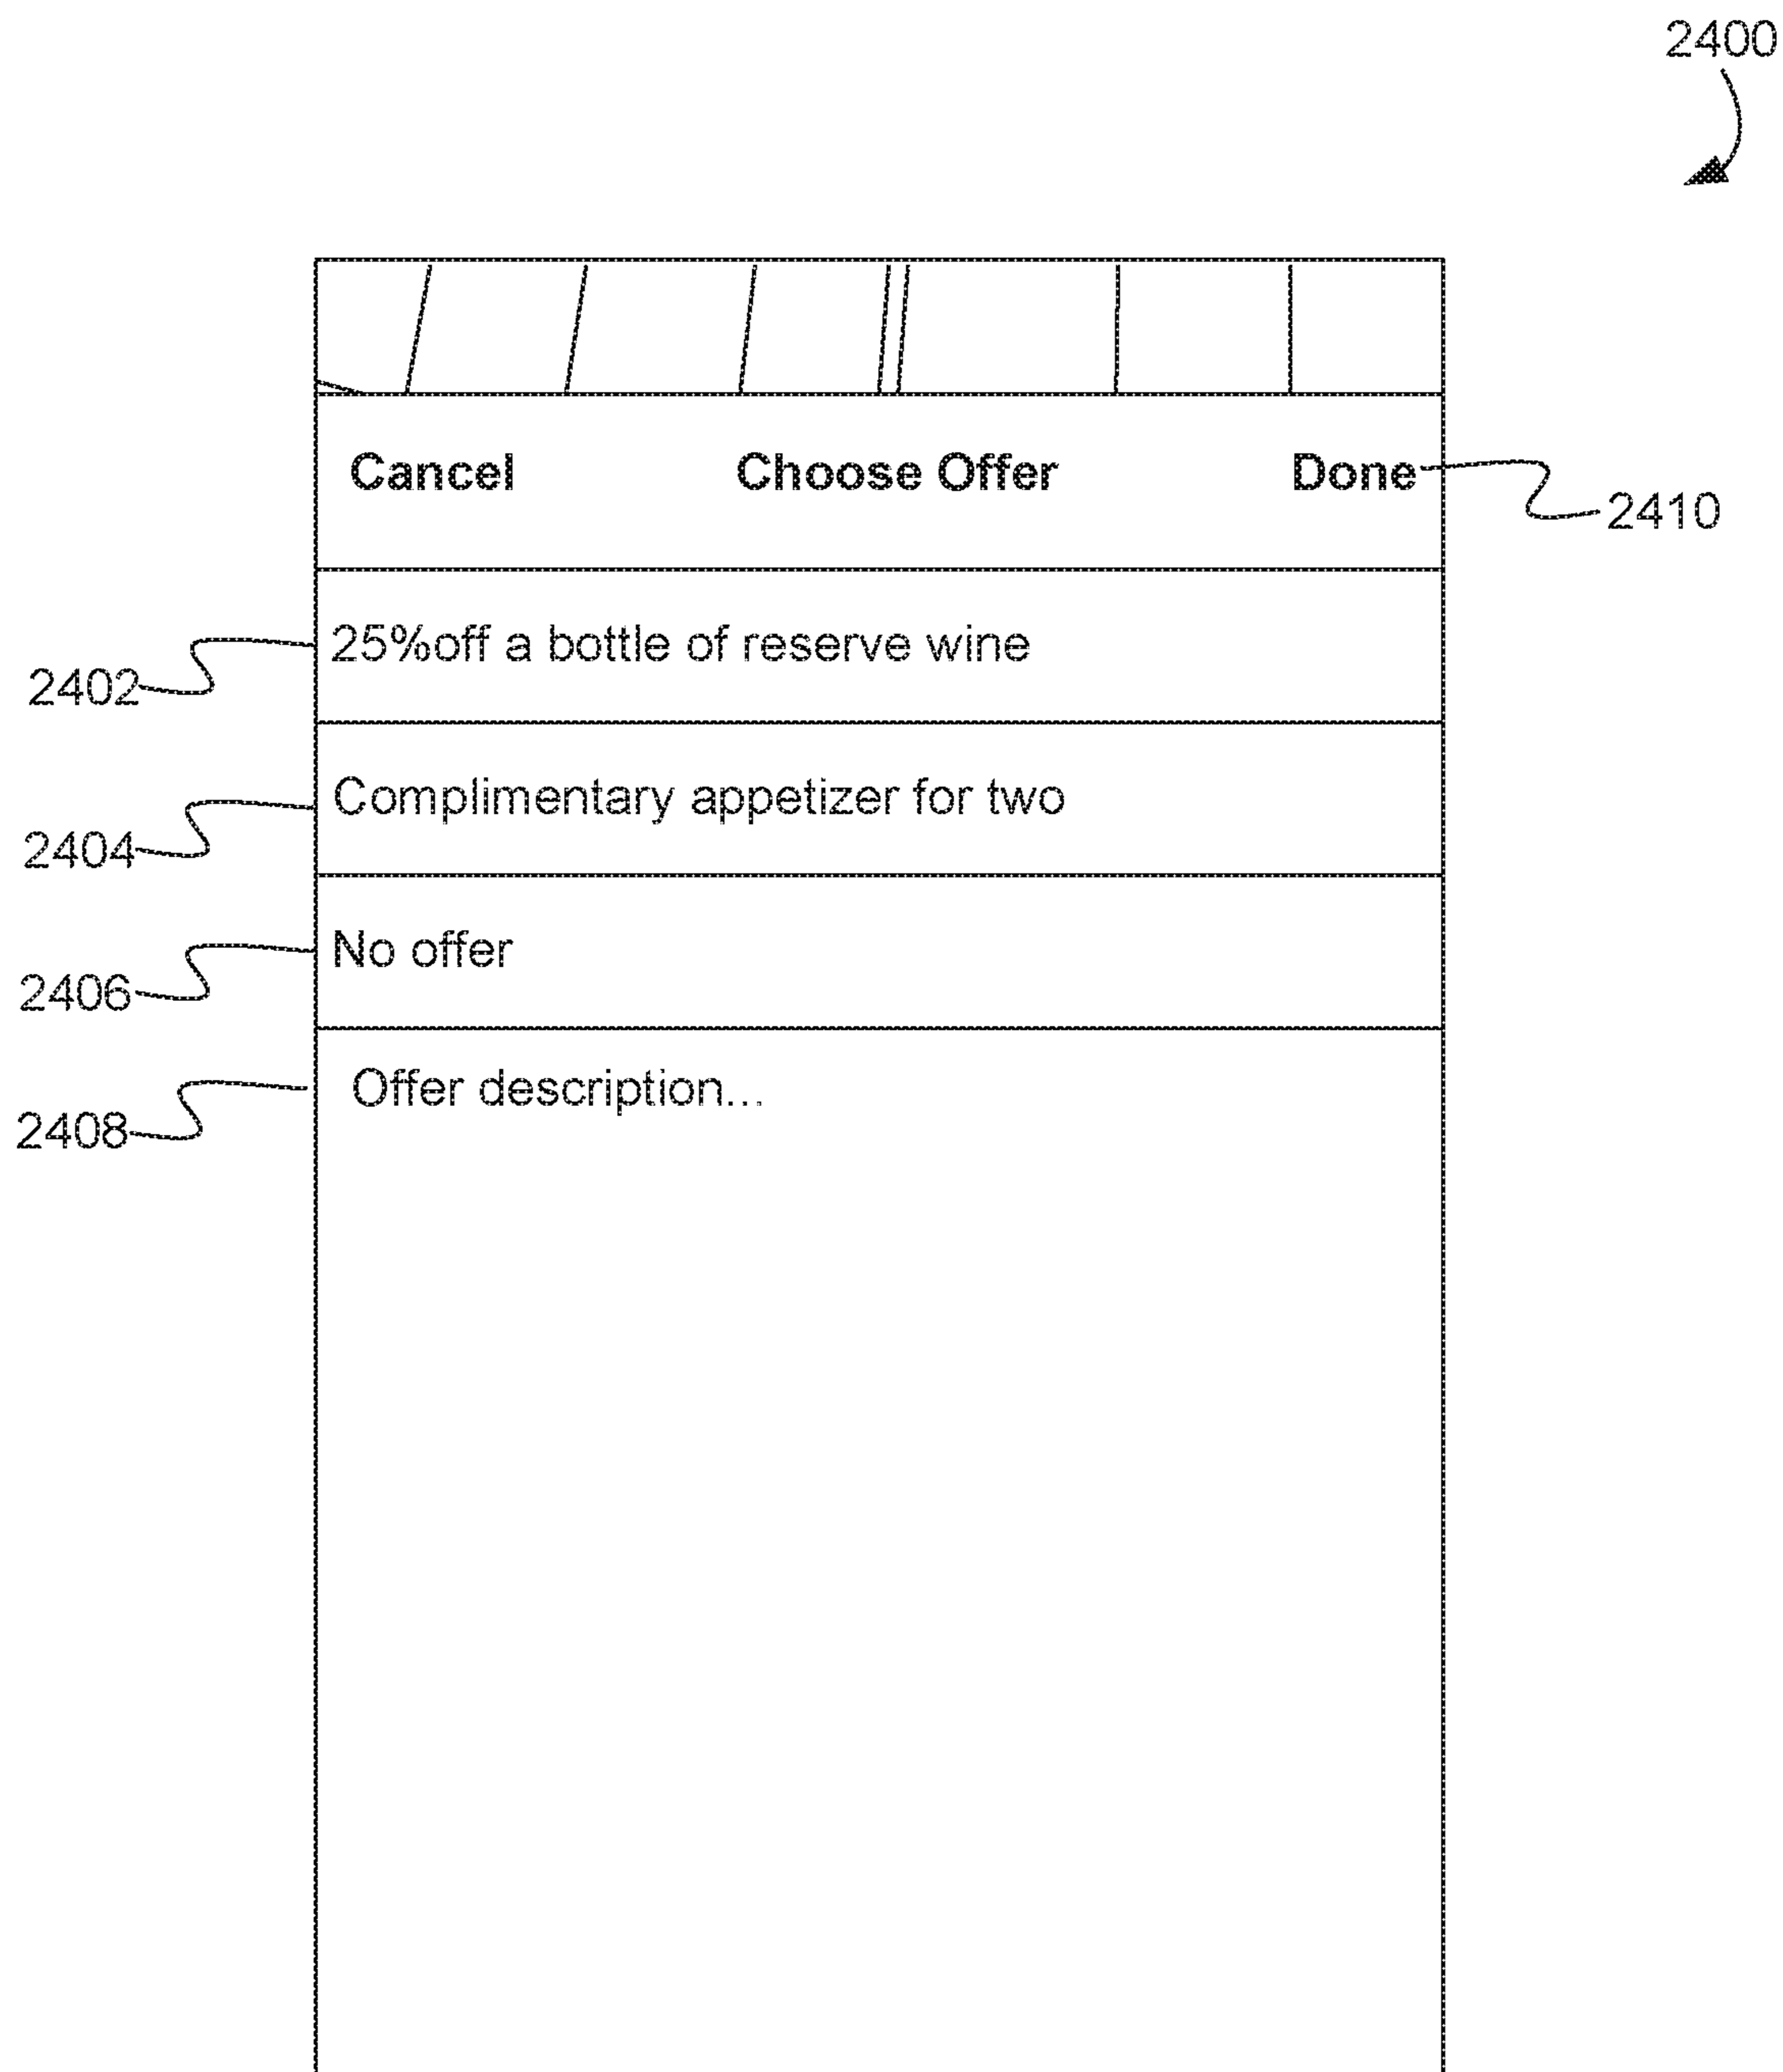 2400
Cancel Choose Offer Done
2410
25%off a bottle of reserve wine
2402
Complimentary appetizer for two
2404
No offer
2406
Offer description...
2408